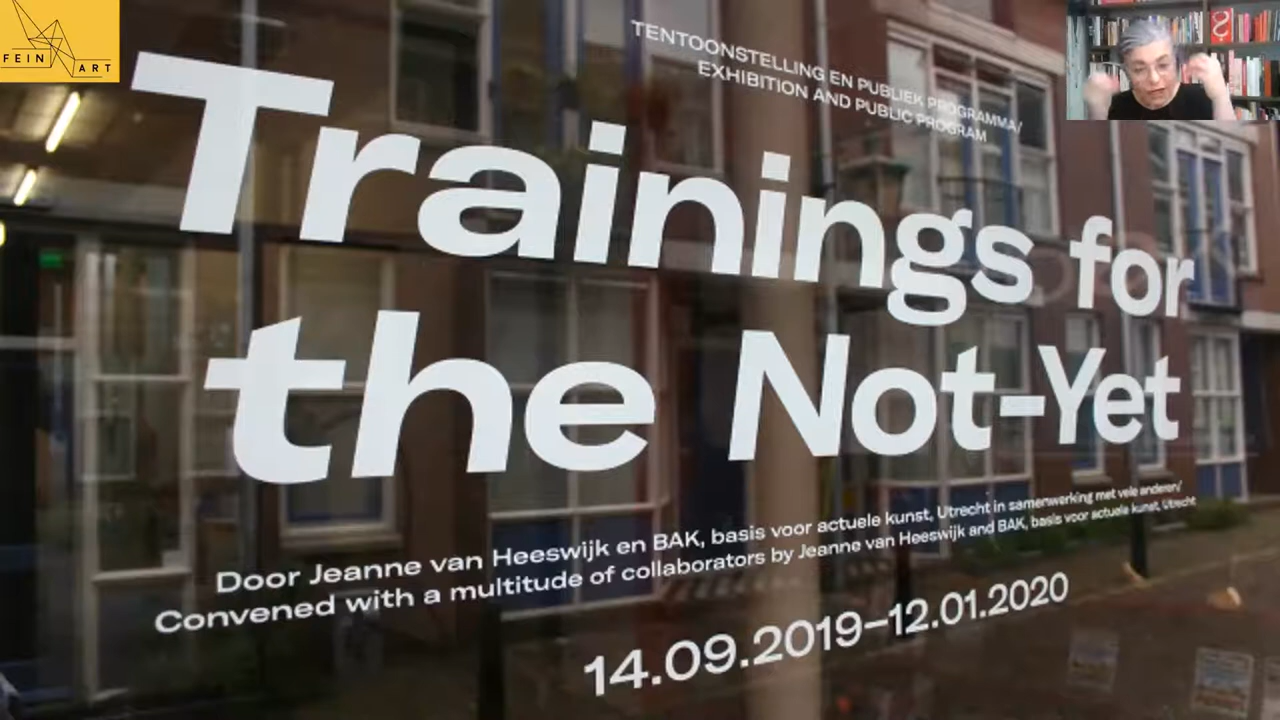 FEIN
ART
TENTOONSTELLING EN PUBLIEK PROGRAMMA/
EXHIBITION AND PUBLIC PROGRAM
Trainings for
the Not-Yet
Door Jeanne van Heeswijk en BAK, basis voor actuele kunst, Utrecht in samenwerking met vele anderen/
Convened with a multitude of collaborators by Jeanne van Heeswijk and BAK, basis voor actuele kunst, Utrecht
14.09.2019–12.01.2020